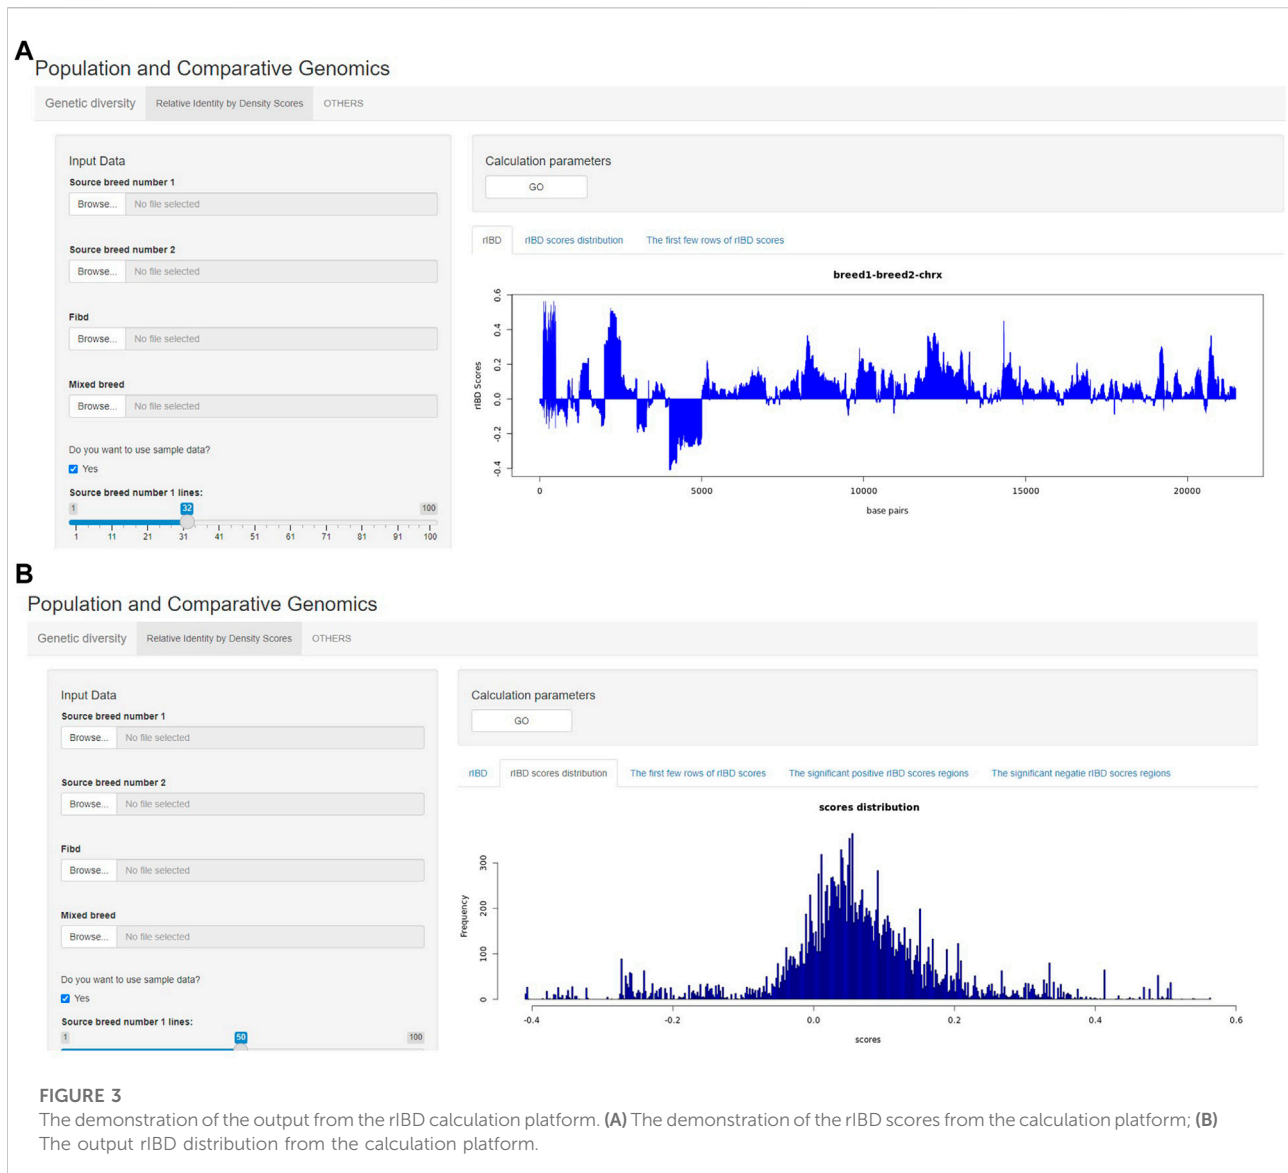 A
Population and Comparative Genomics
Genetic diversity
Relative Identity by Density Scores
OTHERS
Input Data
Source breed number 1
Browse...
No file selected
Source breed number 2
Browse...
No file selected
Fibd
Browse...
No file selected
Mixed breed
Browse...
No file selected
Do you want to use sample data?
Yes
Source breed number 1 lines:
1
32
100
1 11 21 31 41 51 61 71 81 91 100
Calculation parameters
GO
rIBD
rIBD scores distribution
The first few rows of rIBD scores
breed1-breed2-chrx
rIBD Scores
0.6
0.4
0.2
0.0
-0.2
-0.4
0 5000 10000 15000 20000
base pairs
B
Population and Comparative Genomics
Genetic diversity
Relative Identity by Density Scores
OTHERS
Input Data
Source breed number 1
Browse...
No file selected
Source breed number 2
Browse...
No file selected
Fibd
Browse...
No file selected
Mixed breed
Browse...
No file selected
Do you want to use sample data?
Yes
Source breed number 1 lines:
1
50
100
Calculation parameters
GO
rIBD
rIBD scores distribution
The first few rows of rIBD scores
The significant positive rIBD scores regions
The significant negatie rIBD socres regions
scores distribution
Frequency
300
200
100
0
-0.4 -0.2 0.0 0.2 0.4 0.6
scores
FIGURE 3
The demonstration of the output from the rIBD calculation platform. (A) The demonstration of the rIBD scores from the calculation platform; (B)
The output rIBD distribution from the calculation platform.